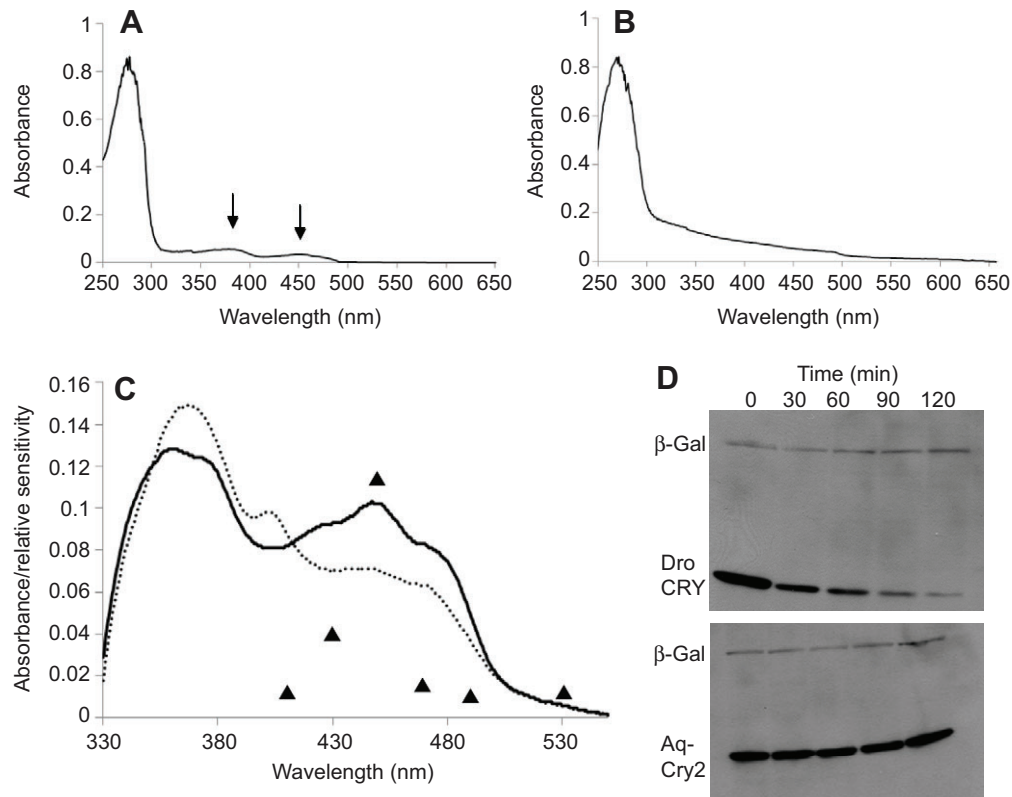 A
1
0.8
0.6
0.4
0.2
0
Absorbance
250 300 350 400 450 500 550 600 650
Wavelength (nm)
B
1
0.8
0.6
0.4
0.2
0
Absorbance
250 300 350 400 450 500 550 600 650
Wavelength (nm)
C
0.16
0.14
0.12
0.1
0.08
0.06
0.04
0.02
0
Absorbance/relative sensitivity
330 380 430 480 530
Wavelength (nm)
D
Time (min)
0 30 60 90 120
β-Gal
Dro
CRY
β-Gal
Aq-
Cry2